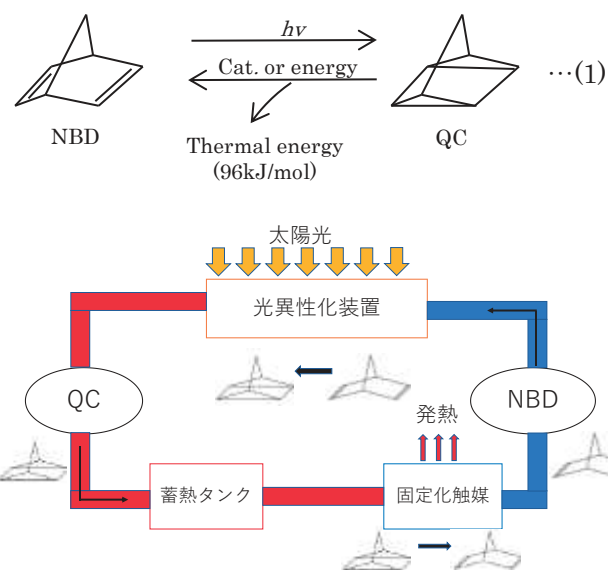 hν
Cat. or energy
…(1)
NBD
QC
Thermal energy
(96kJ/mol)
太陽光
光異性化装置
QC
NBD
発熱
蓄熱タンク
固定化触媒